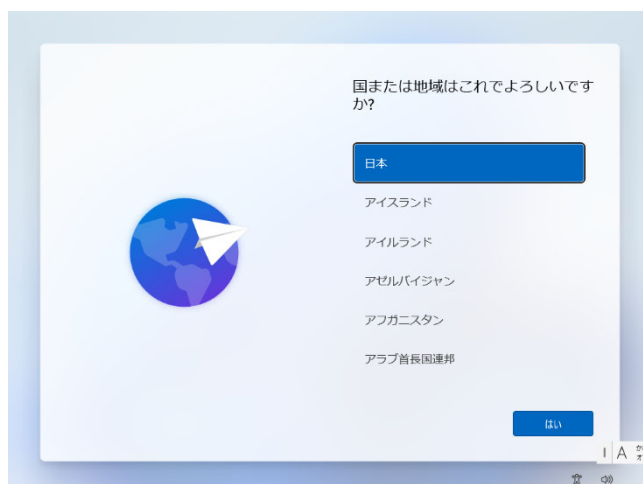 国または地域はこれでよろしいです
か?
日本
アイスランド
アイルランド
アゼルバイジャン
アフガニスタン
アラブ首長国連邦
はい
A